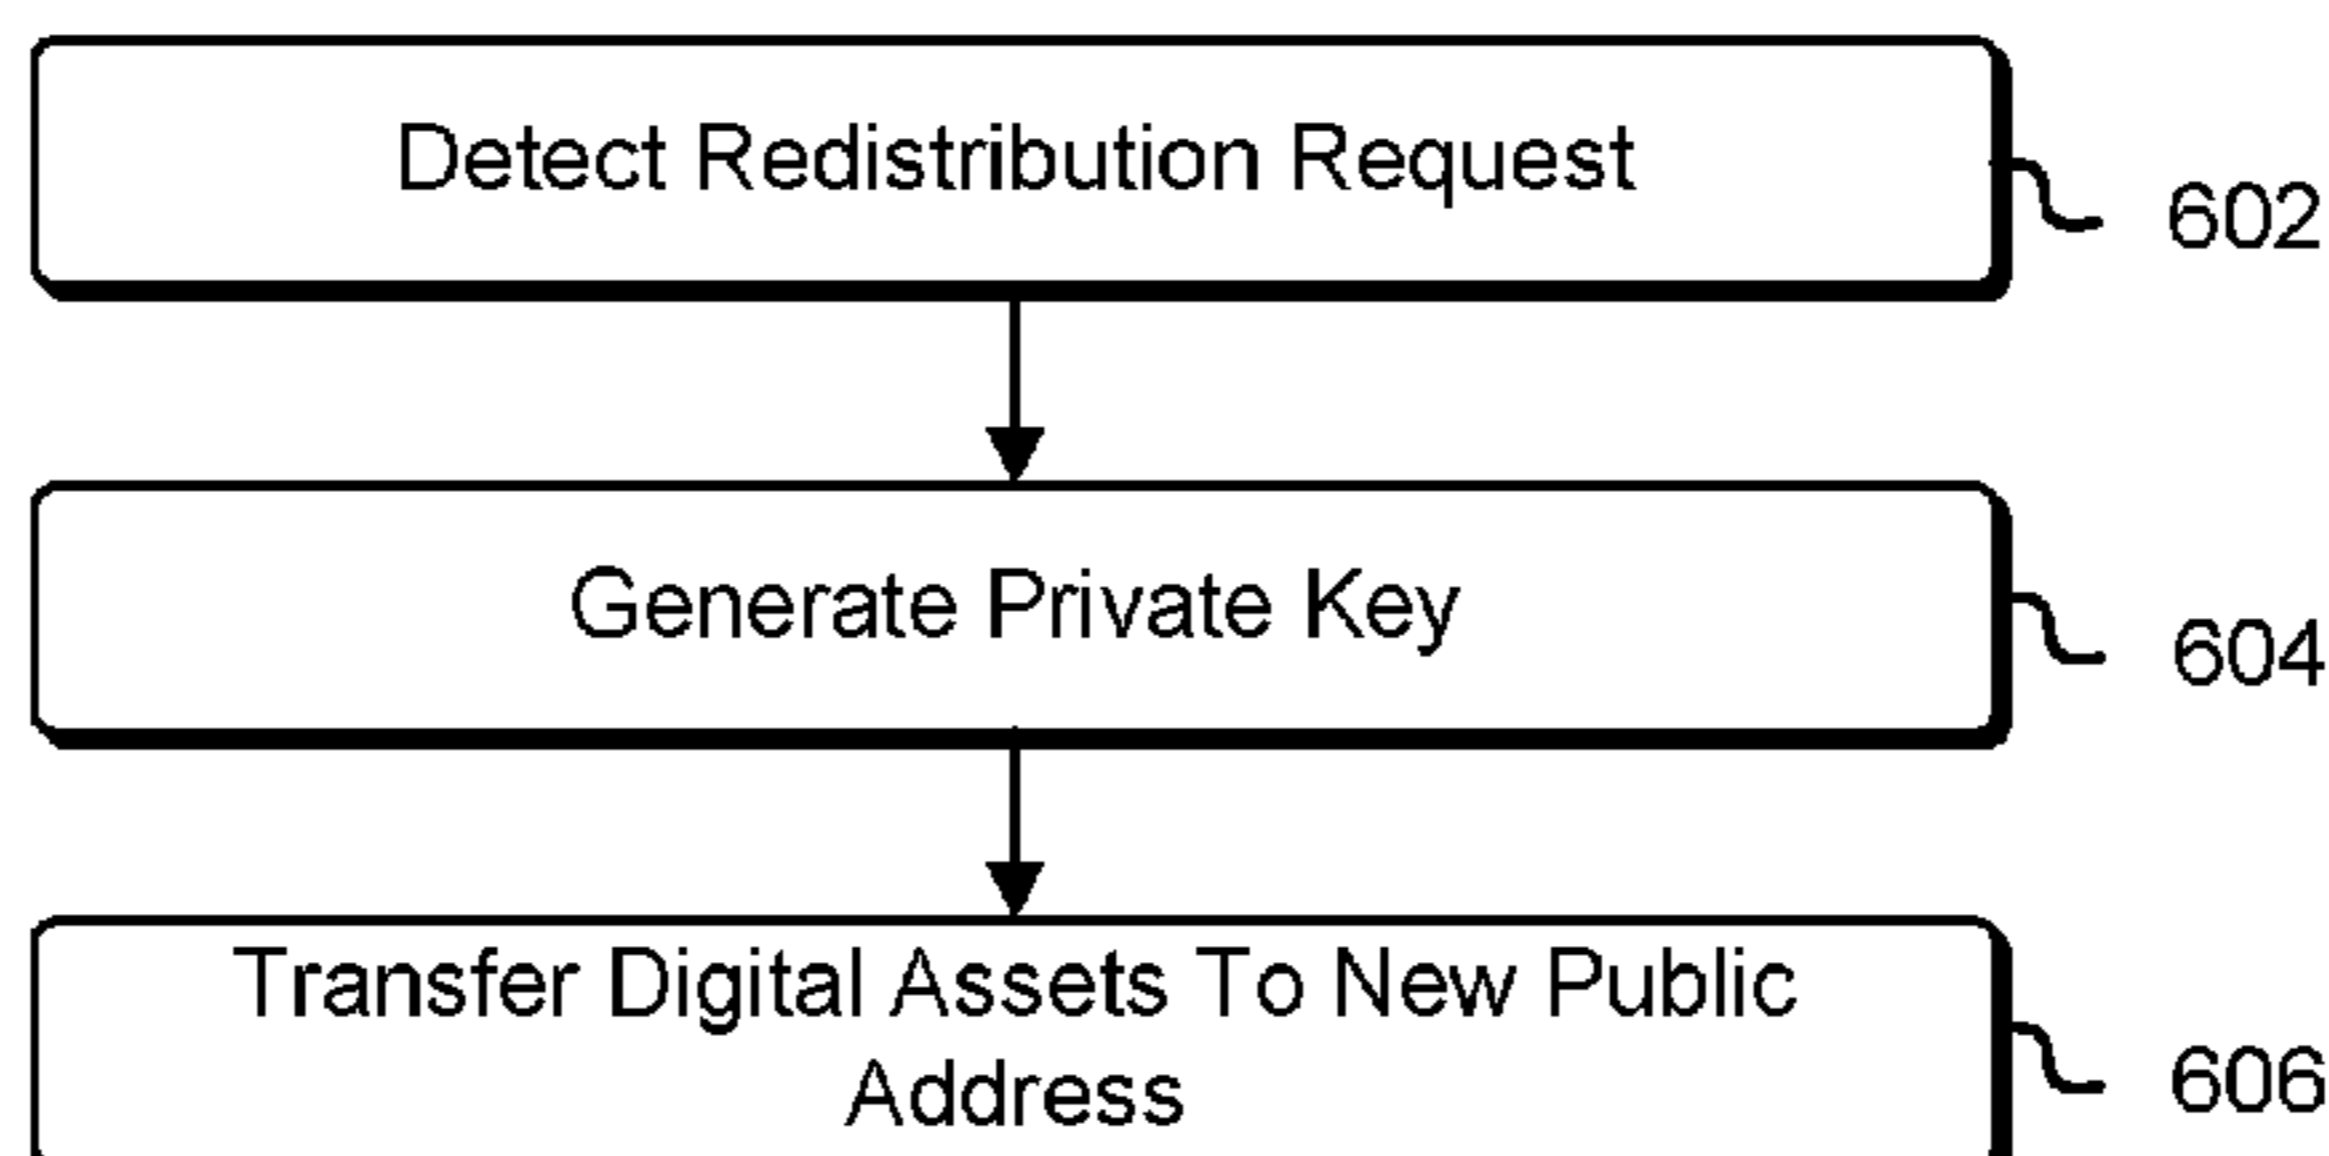 Detect Redistribution Request
602
Generate Private Key
604
Transfer Digital Assets To New Public
Address
606